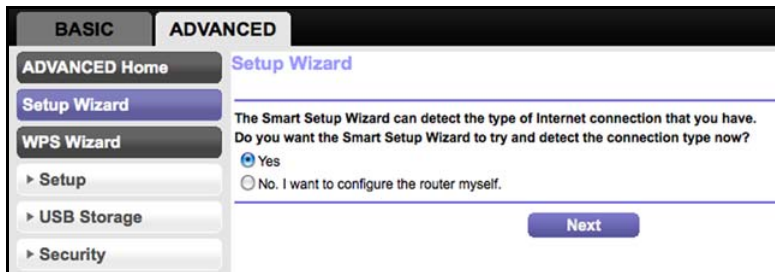 BASIC
ADVANCED
ADVANCED Home
Setup Wizard
WPS Wizard
Setup
USB Storage
Security
Setup Wizard
The Smart Setup Wizard can detect the type of Internet connection that you have.
Do you want the Smart Setup Wizard to try and detect the connection type now?
Yes
No. I want to configure the router myself.
Next